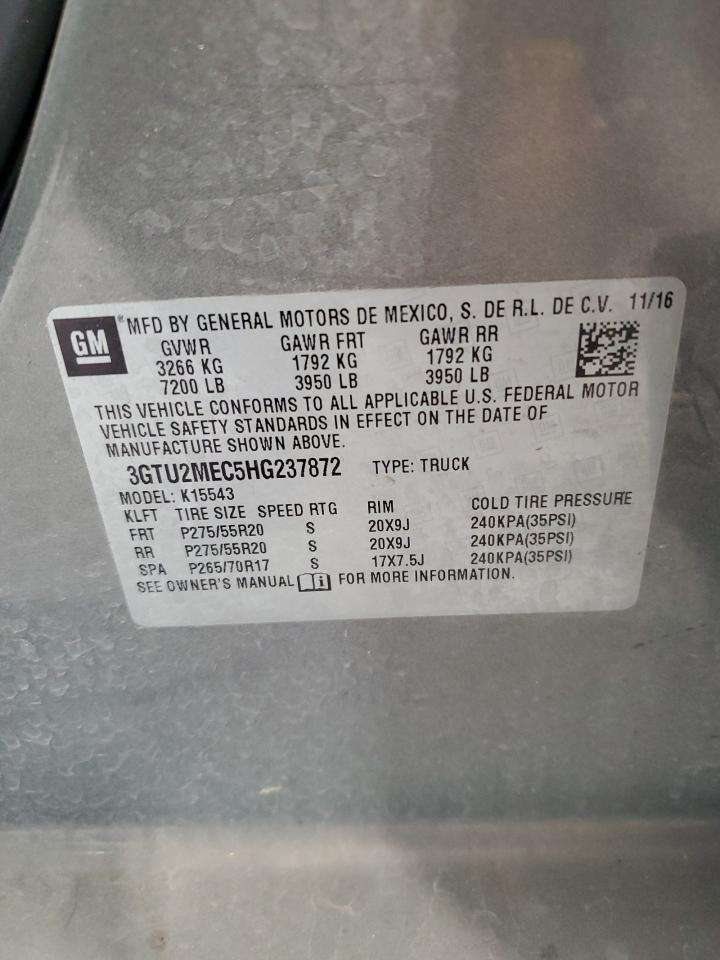 GM
MFD BY GENERAL MOTORS DE MEXICO, S. DE R.L. DE C.V. 11/16
GVWR GAWR FRT GAWR RR
3266 KG 1792 KG 1792 KG
7200 LB 3950 LB 3950 LB
THIS VEHICLE CONFORMS TO ALL APPLICABLE U.S. FEDERAL MOTOR
VEHICLE SAFETY STANDARDS IN EFFECT ON THE DATE OF
MANUFACTURE SHOWN ABOVE.
3GTU2MEC5HG237872 TYPE: TRUCK
MODEL: K15543
KLFT TIRE SIZE SPEED RTG RIM COLD TIRE PRESSURE
FRT P275/55R20 S 20X9J 240KPA(35PSI)
RR P275/55R20 S 20X9J 240KPA(35PSI)
SPA P265/70R17 S 17X7.5J 240KPA(35PSI)
SEE OWNER'S MANUAL FOR MORE INFORMATION.